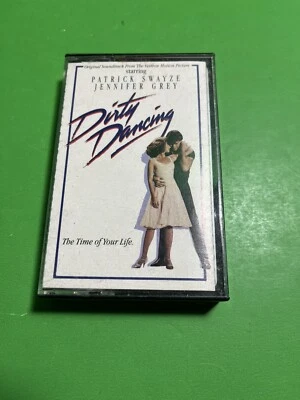 Original Soundtrack From The Vestron Motion Picture
starring
PATRICK SWAYZE
JENNIFER GREY
Dirty
Dancing
The Time of Your Life.